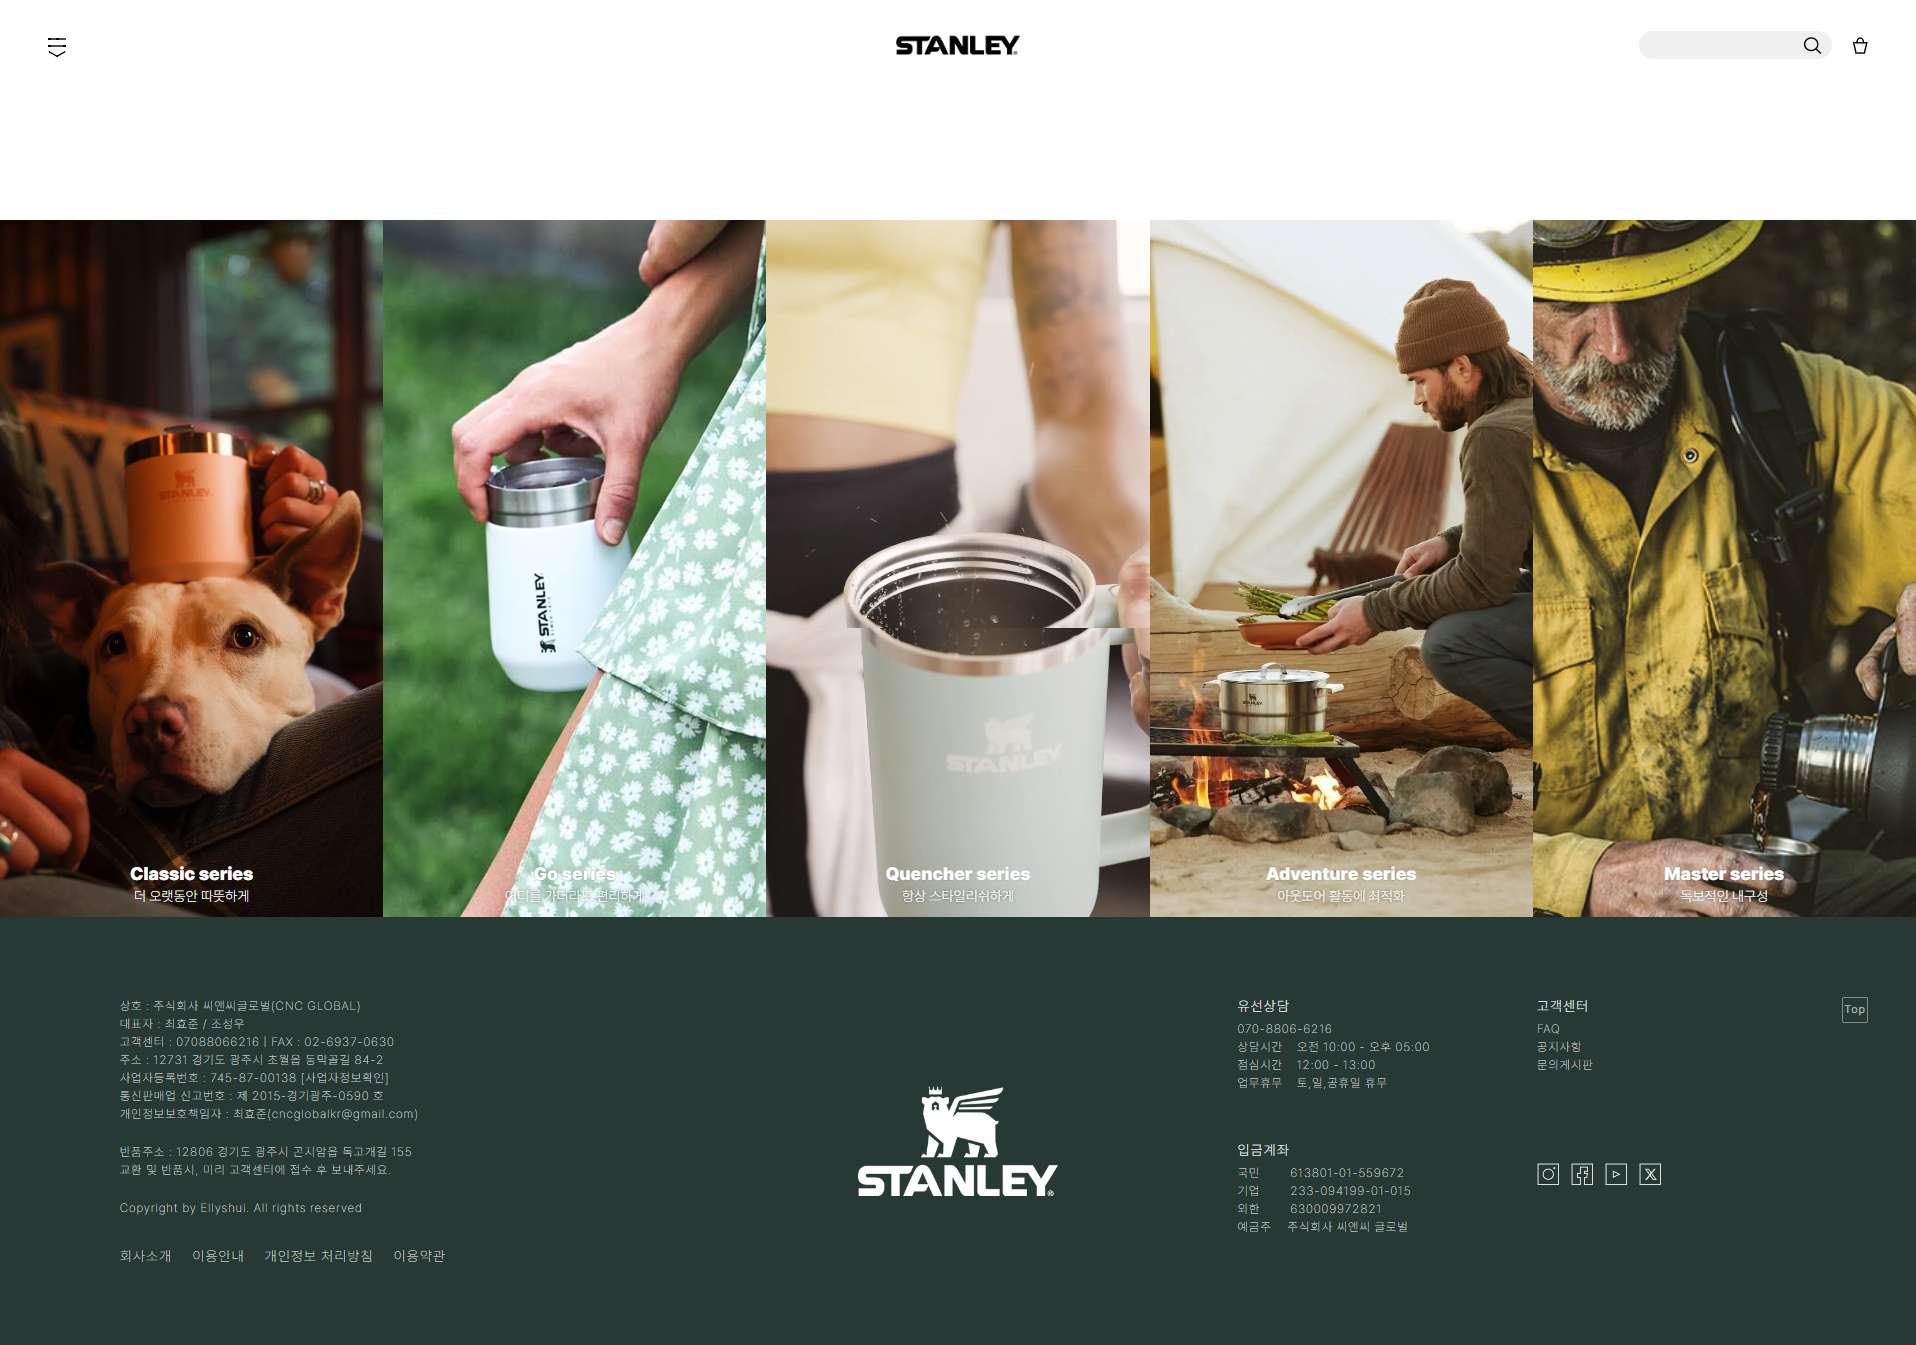 STANLEY
STANLEY
STANLEY
STANLEY
Classic series
더 오랫동안 따뜻하게
Go series
어디를 가더라도 편리하게
Quencher series
항상 스타일리쉬하게
Adventure series
아웃도어 활동에 최적화
Master series
독보적인 내구성
상호 : 주식회사 씨앤씨글로벌(CNC GLOBAL)
대표자 : 최효준 / 조성우
고객센터 : 07088066216 | FAX : 02-6937-0630
주소 : 12731 경기도 광주시 초월읍 동막골길 84-2
사업자등록번호 : 745-87-00138 [사업자정보확인]
통신판매업 신고번호 : 제 2015-경기광주-0590 호
개인정보보호책임자 : 최효준(cncglobalkr@gmail.com)
반품주소 : 12806 경기도 광주시 곤지암읍 독고개길 155
교환 및 반품시, 미리 고객센터에 접수 후 보내주세요.
Copyright by Ellyshui. All rights reserved
회사소개 이용안내 개인정보 처리방침 이용약관
STANLEY
유선상담
070-8806-6216
상담시간 오전 10:00 - 오후 05:00
점심시간 12:00 - 13:00
업무휴무 토,일,공휴일 휴무
입금계좌
국민 613801-01-559672
기업 233-094199-01-015
외한 630009972821
예금주 주식회사 씨앤씨 글로벌
고객센터
FAQ
공지사항
문의게시판
Top